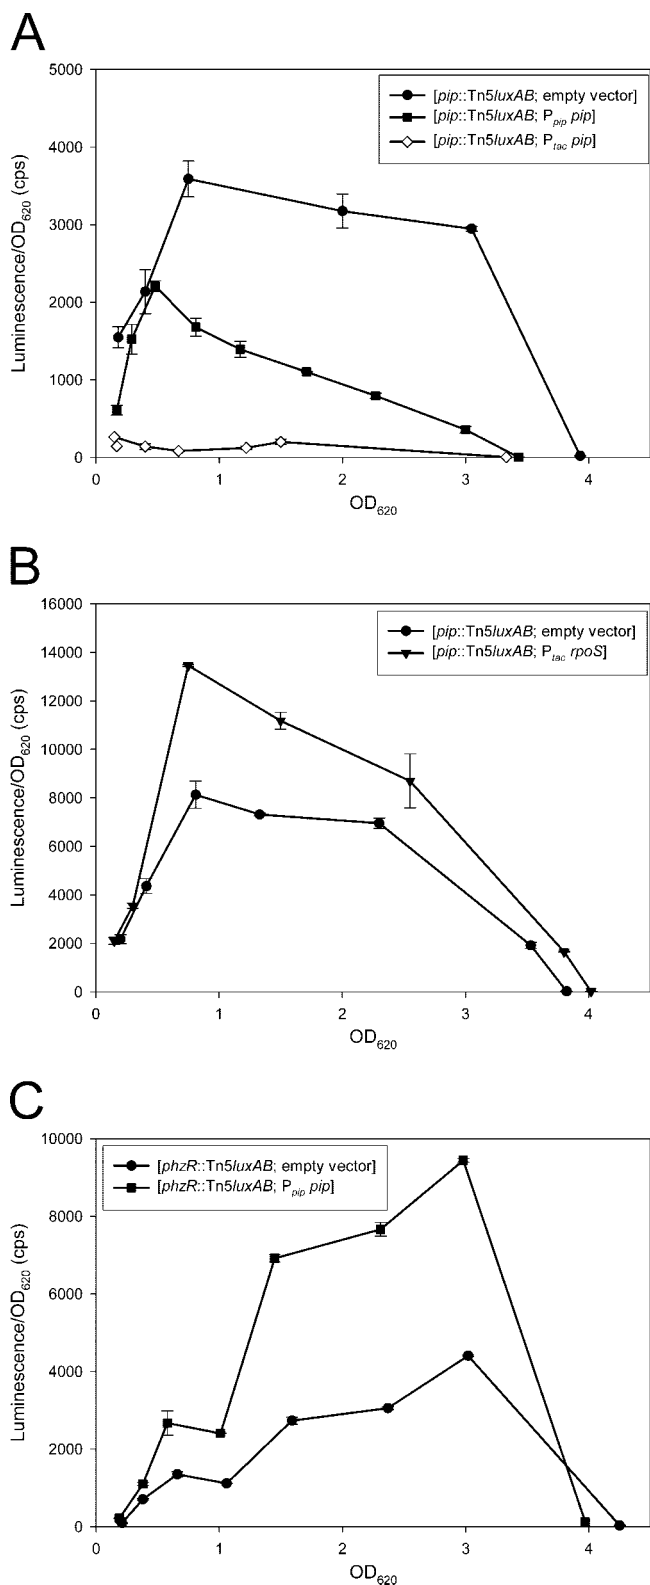 A
5000
4000
3000
2000
1000
0
Luminescence/OD620 (cps)
[pip::Tn5luxAB; empty vector]
[pip::Tn5luxAB; Ppip pip]
[pip::Tn5luxAB; Ptac pip]
0 1 2 3 4
OD620
B
16000
14000
12000
10000
8000
6000
4000
2000
0
Luminescence/OD620 (cps)
[pip::Tn5luxAB; empty vector]
[pip::Tn5luxAB; Ptac rpoS]
0 1 2 3 4
OD620
C
10000
8000
6000
4000
2000
0
Luminescence/OD620 (cps)
[phzR::Tn5luxAB; empty vector]
[phzR::Tn5luxAB; Ppip pip]
0 1 2 3 4
OD620